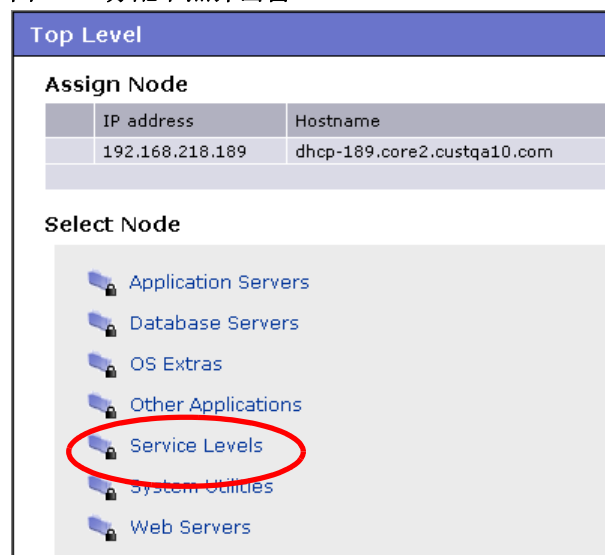 Top Level
Assign Node
IP address Hostname
192.168.218.189 dhcp-189.core2.custqa10.com
Select Node
Application Servers
Database Servers
OS Extras
Other Applications
Service Levels
System Utilities
Web Servers